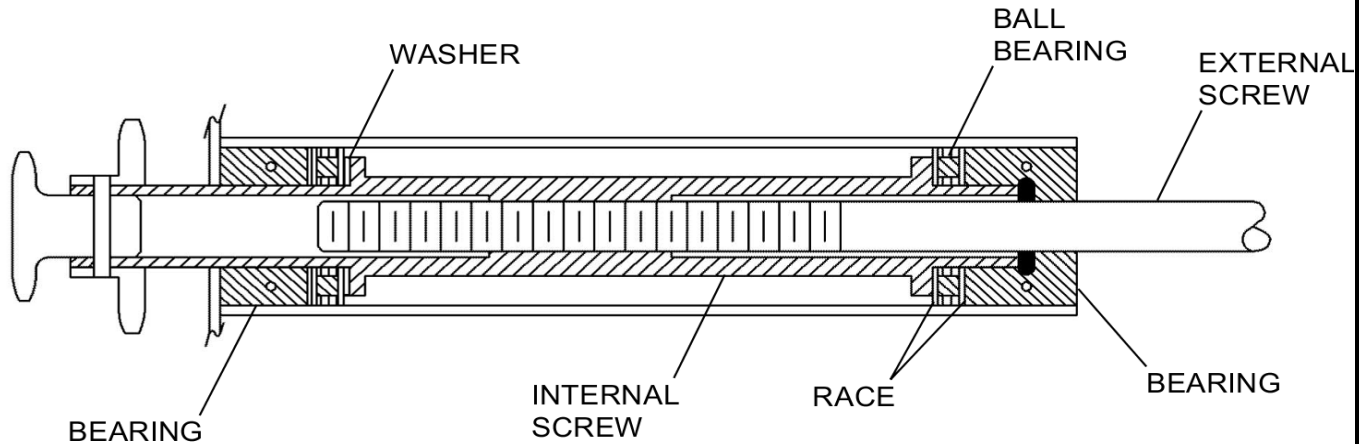 WASHER
BALL
BEARING
EXTERNAL
SCREW
INTERNAL
SCREW
RACE
BEARING
BEARING